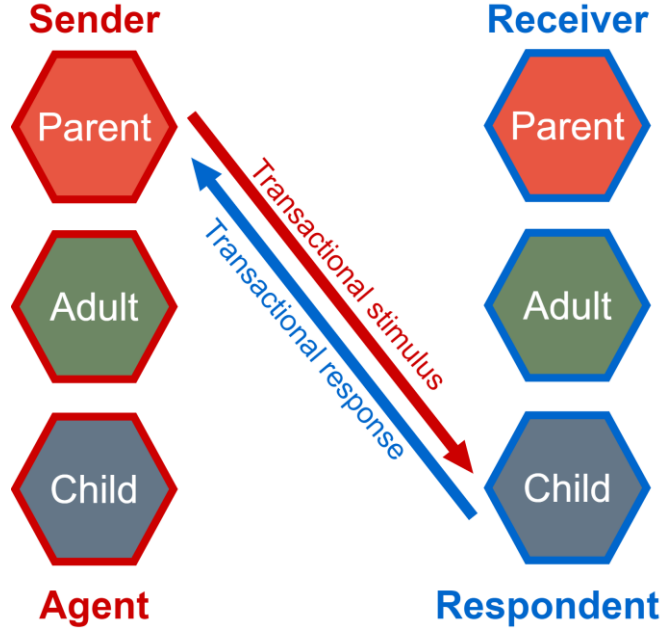 Sender
Receiver
Parent
Parent
Transactional stimulus
Transactional response
Adult
Adult
Child
Child
Agent
Respondent